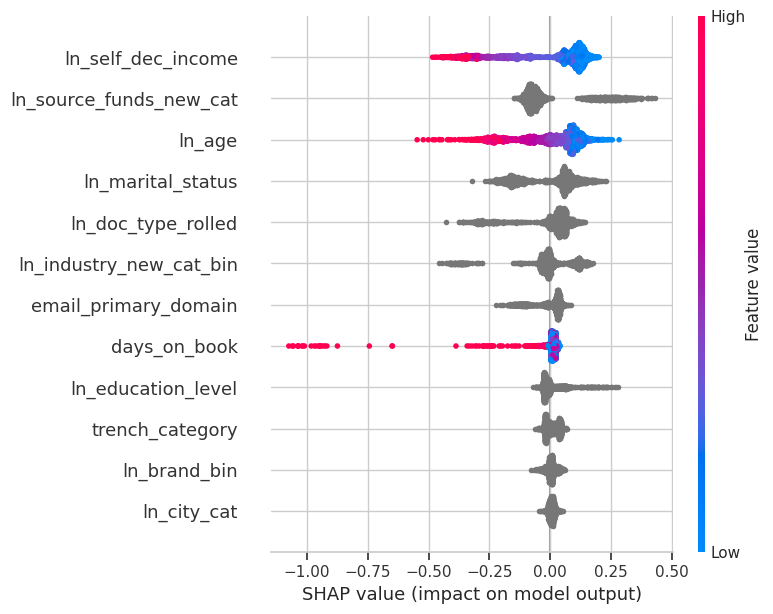 High
ln_self_dec_income
ln_source_funds_new_cat
ln_age
ln_marital_status
ln_doc_type_rolled
ln_industry_new_cat_bin
email_primary_domain
days_on_book
ln_education_level
trench_category
ln_brand_bin
ln_city_cat
Feature value
Low
−1.00 −0.75 −0.50 −0.25 0.00 0.25 0.50
SHAP value (impact on model output)